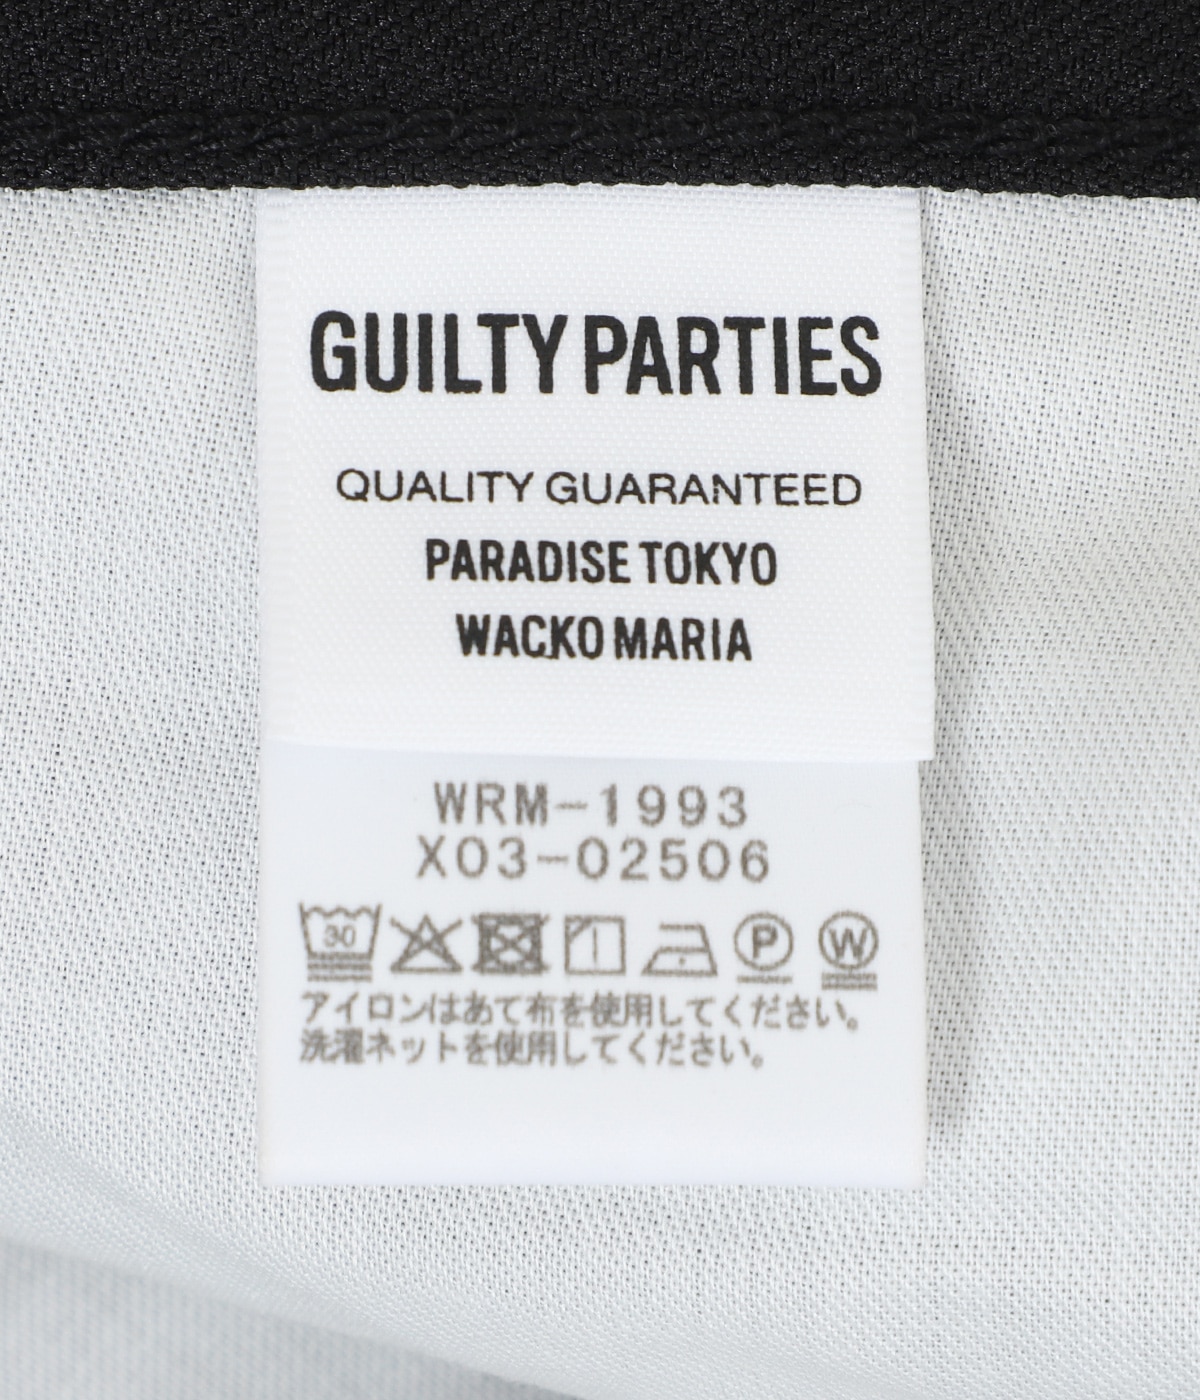 GUILTY PARTIES
QUALITY GUARANTEED
PARADISE TOKYO
WACKO MARIA
WRM-1993
X03-02506
30 P W
アイロンはあて布を使用してください。
洗濯ネットを使用してください。